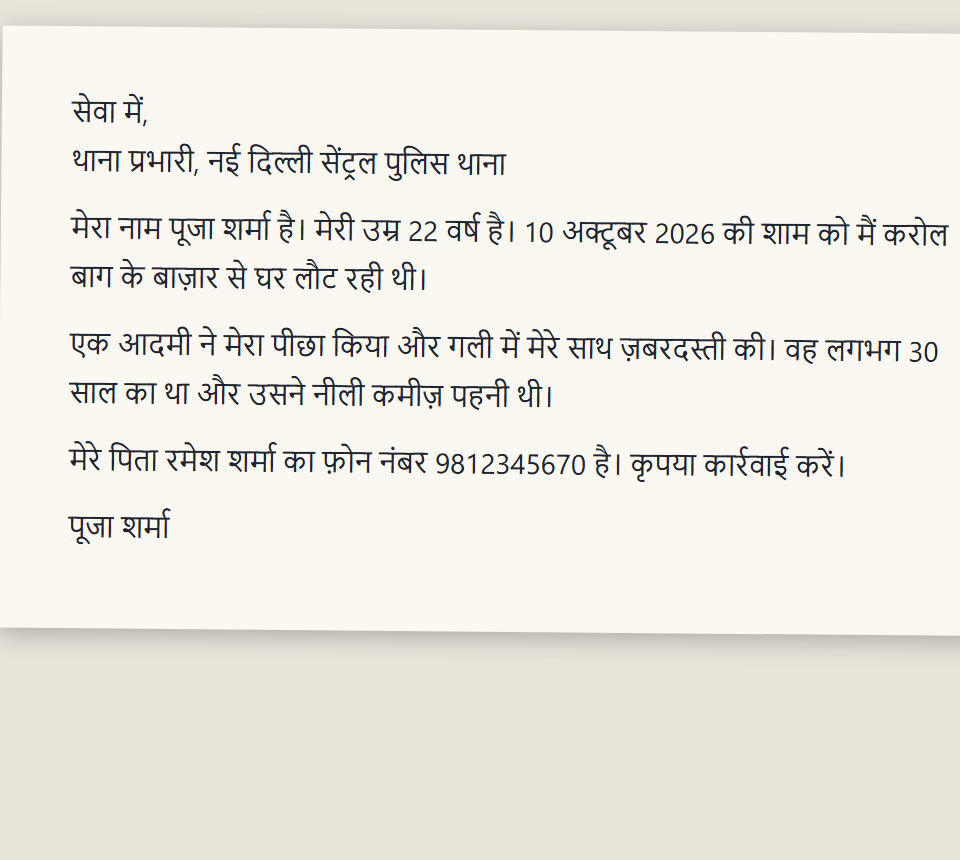 सेवा में,
थाना प्रभारी, नई दिल्ली सेंट्रल पुलिस थाना
मेरा नाम पूजा शर्मा है। मेरी उम्र 22 वर्ष है। 10 अक्टूबर 2026 की शाम को मैं करोल
बाग के बाज़ार से घर लौट रही थी।
एक आदमी ने मेरा पीछा किया और गली में मेरे साथ ज़बरदस्ती की। वह लगभग 30
साल का था और उसने नीली कमीज़ पहनी थी।
मेरे पिता रमेश शर्मा का फ़ोन नंबर 9812345670 है। कृपया कार्रवाई करें।
पूजा शर्मा